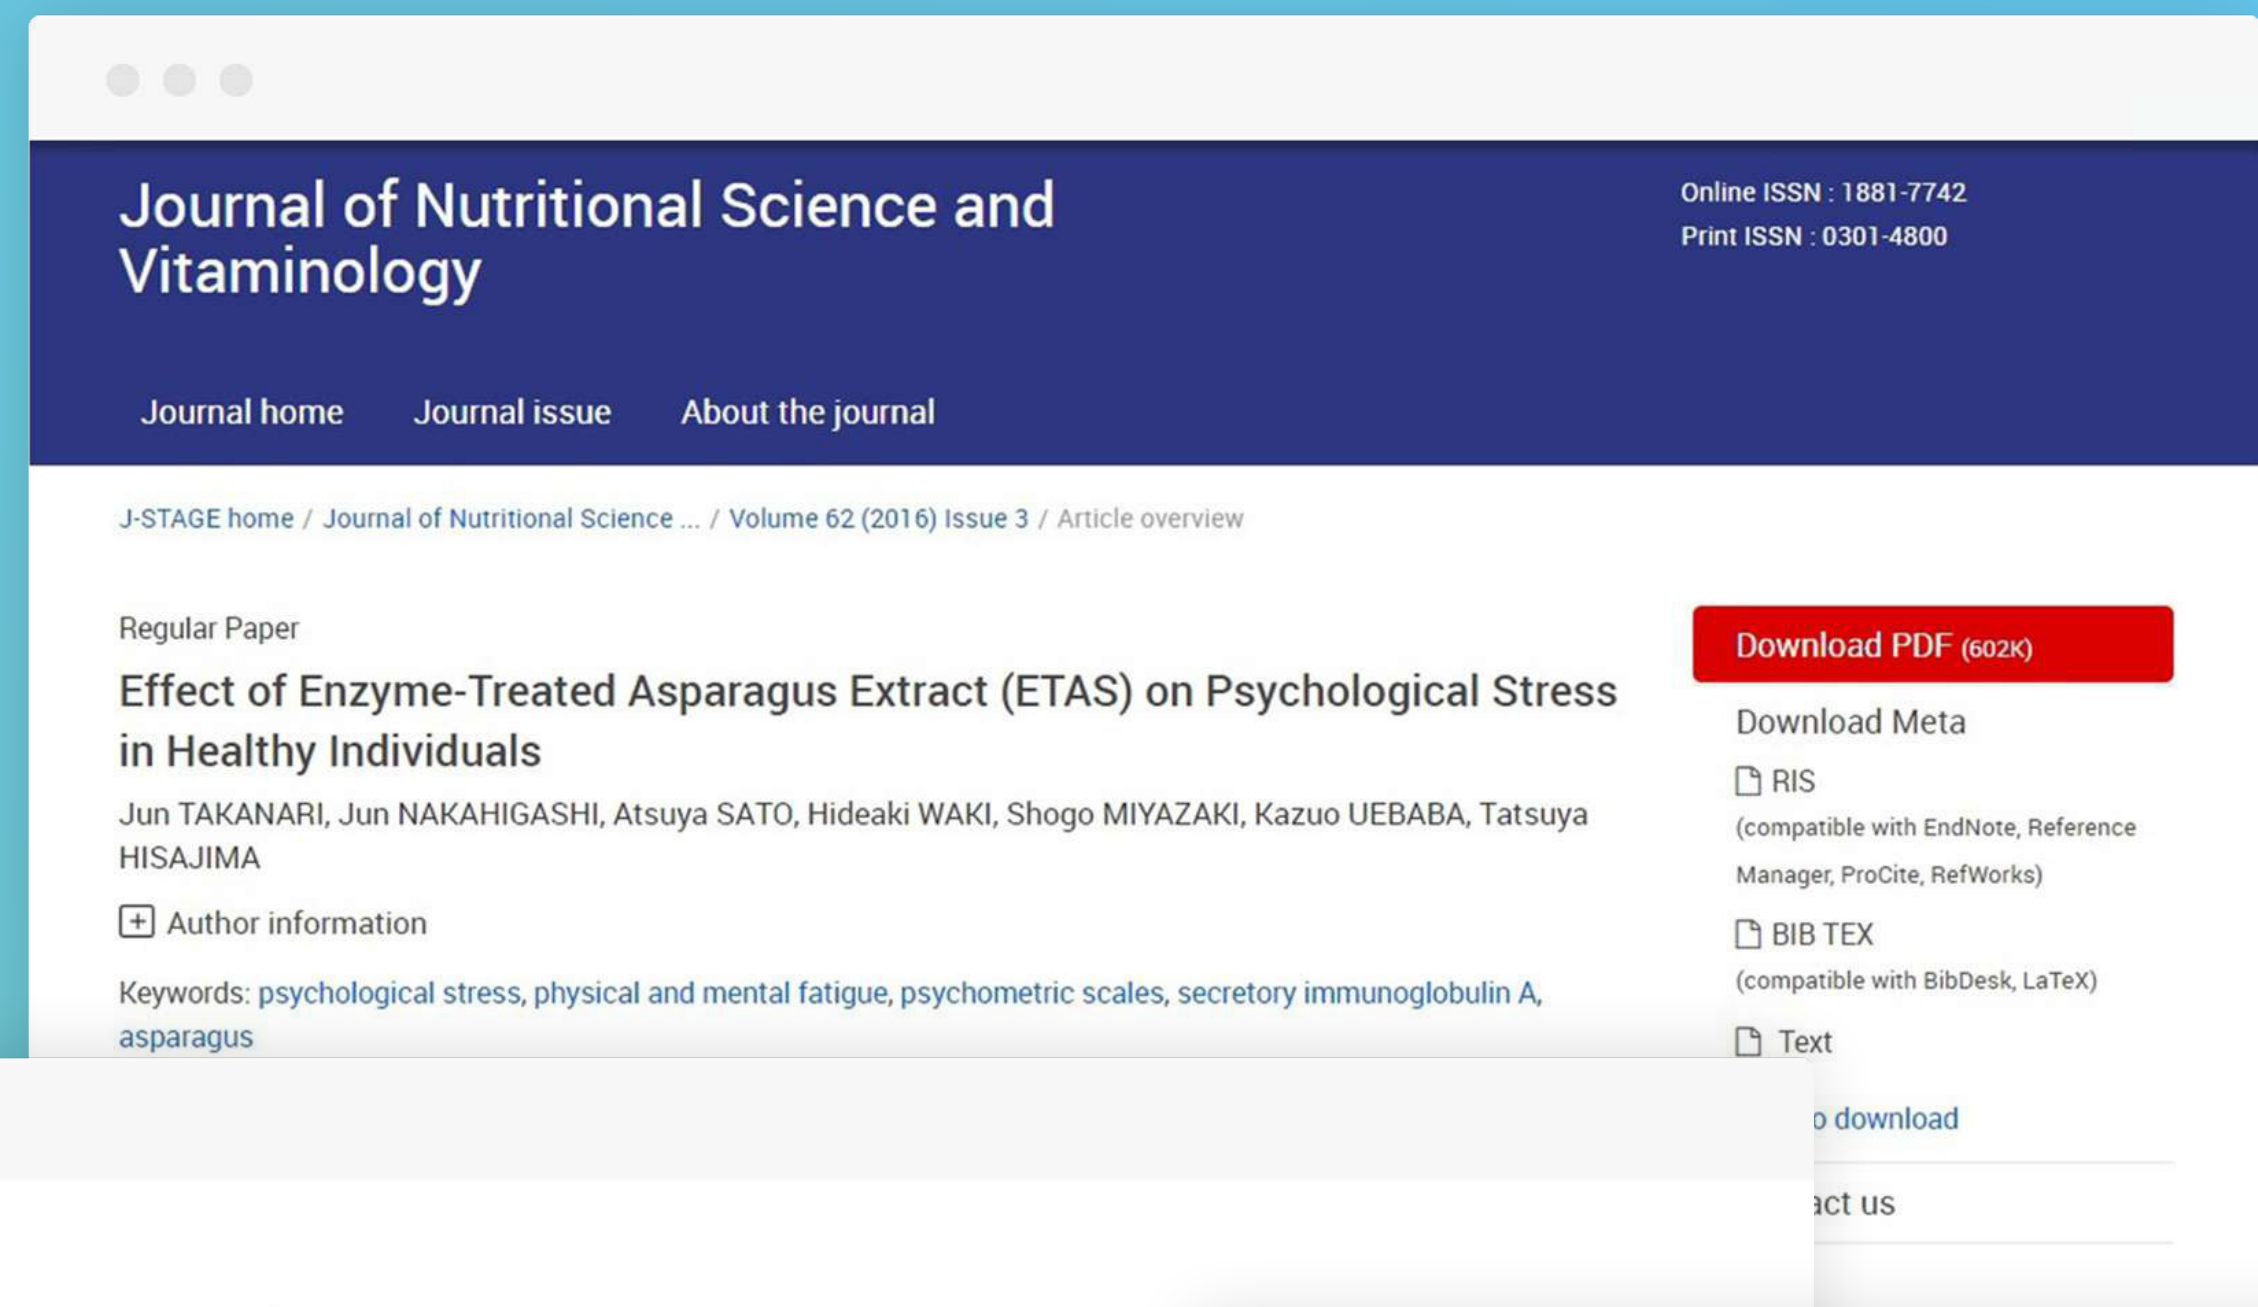 Journal of Nutritional Science and
Vitaminology
Online ISSN : 1881-7742
Print ISSN : 0301-4800
Journal home
Journal issue
About the journal
J-STAGE home / Journal of Nutritional Science ... / Volume 62 (2016) Issue 3 / Article overview
Regular Paper
Effect of Enzyme-Treated Asparagus Extract (ETAS) on Psychological Stress
in Healthy Individuals
Jun TAKANARI, Jun NAKAHIGASHI, Atsuya SATO, Hideaki WAKI, Shogo MIYAZAKI, Kazuo UEBABA, Tatsuya
HISAJIMA
Author information
Keywords: psychological stress, physical and mental fatigue, psychometric scales, secretory immunoglobulin A,
asparagus
Download PDF (602K)
Download Meta
RIS
(compatible with EndNote, Reference
Manager, ProCite, RefWorks)
BIB TEX
(compatible with BibDesk, LaTeX)
Text
download
us